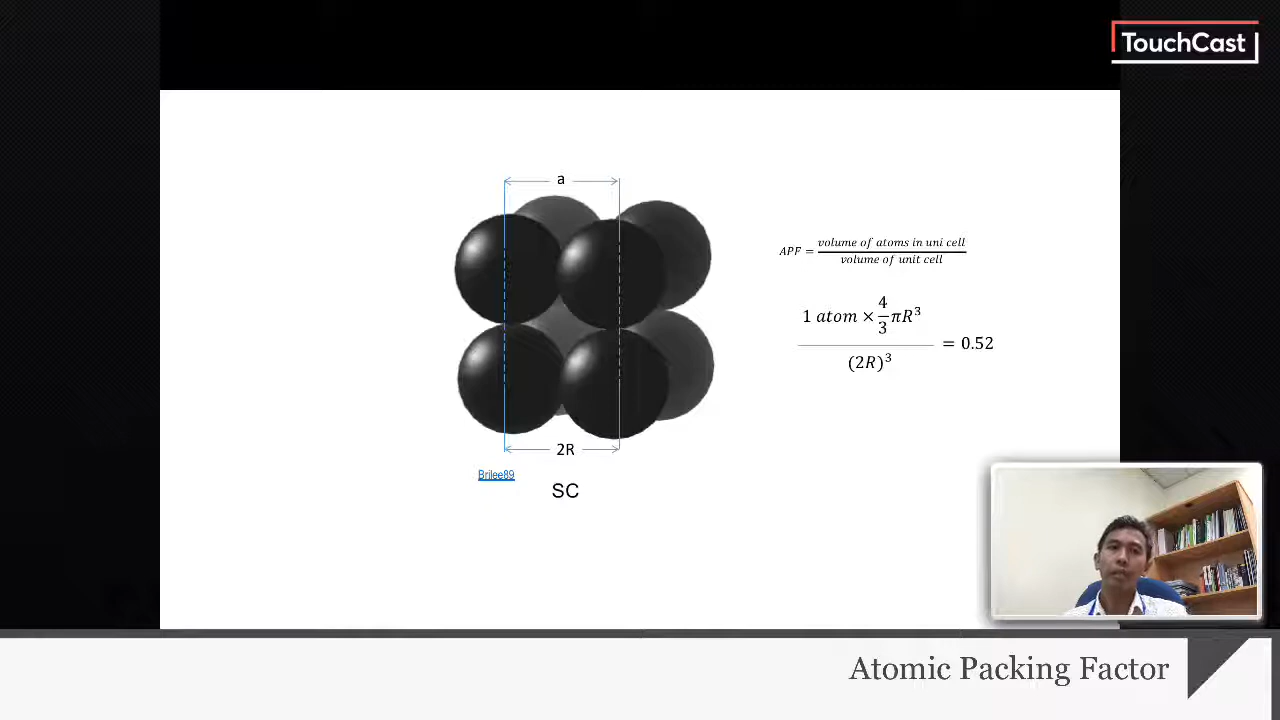 TouchCast
a
APF = volume of atoms in uni cell / volume of unit cell
1 atom × 4/3 πR³
(2R)³
= 0.52
2R
Brilee89
SC
Atomic Packing Factor